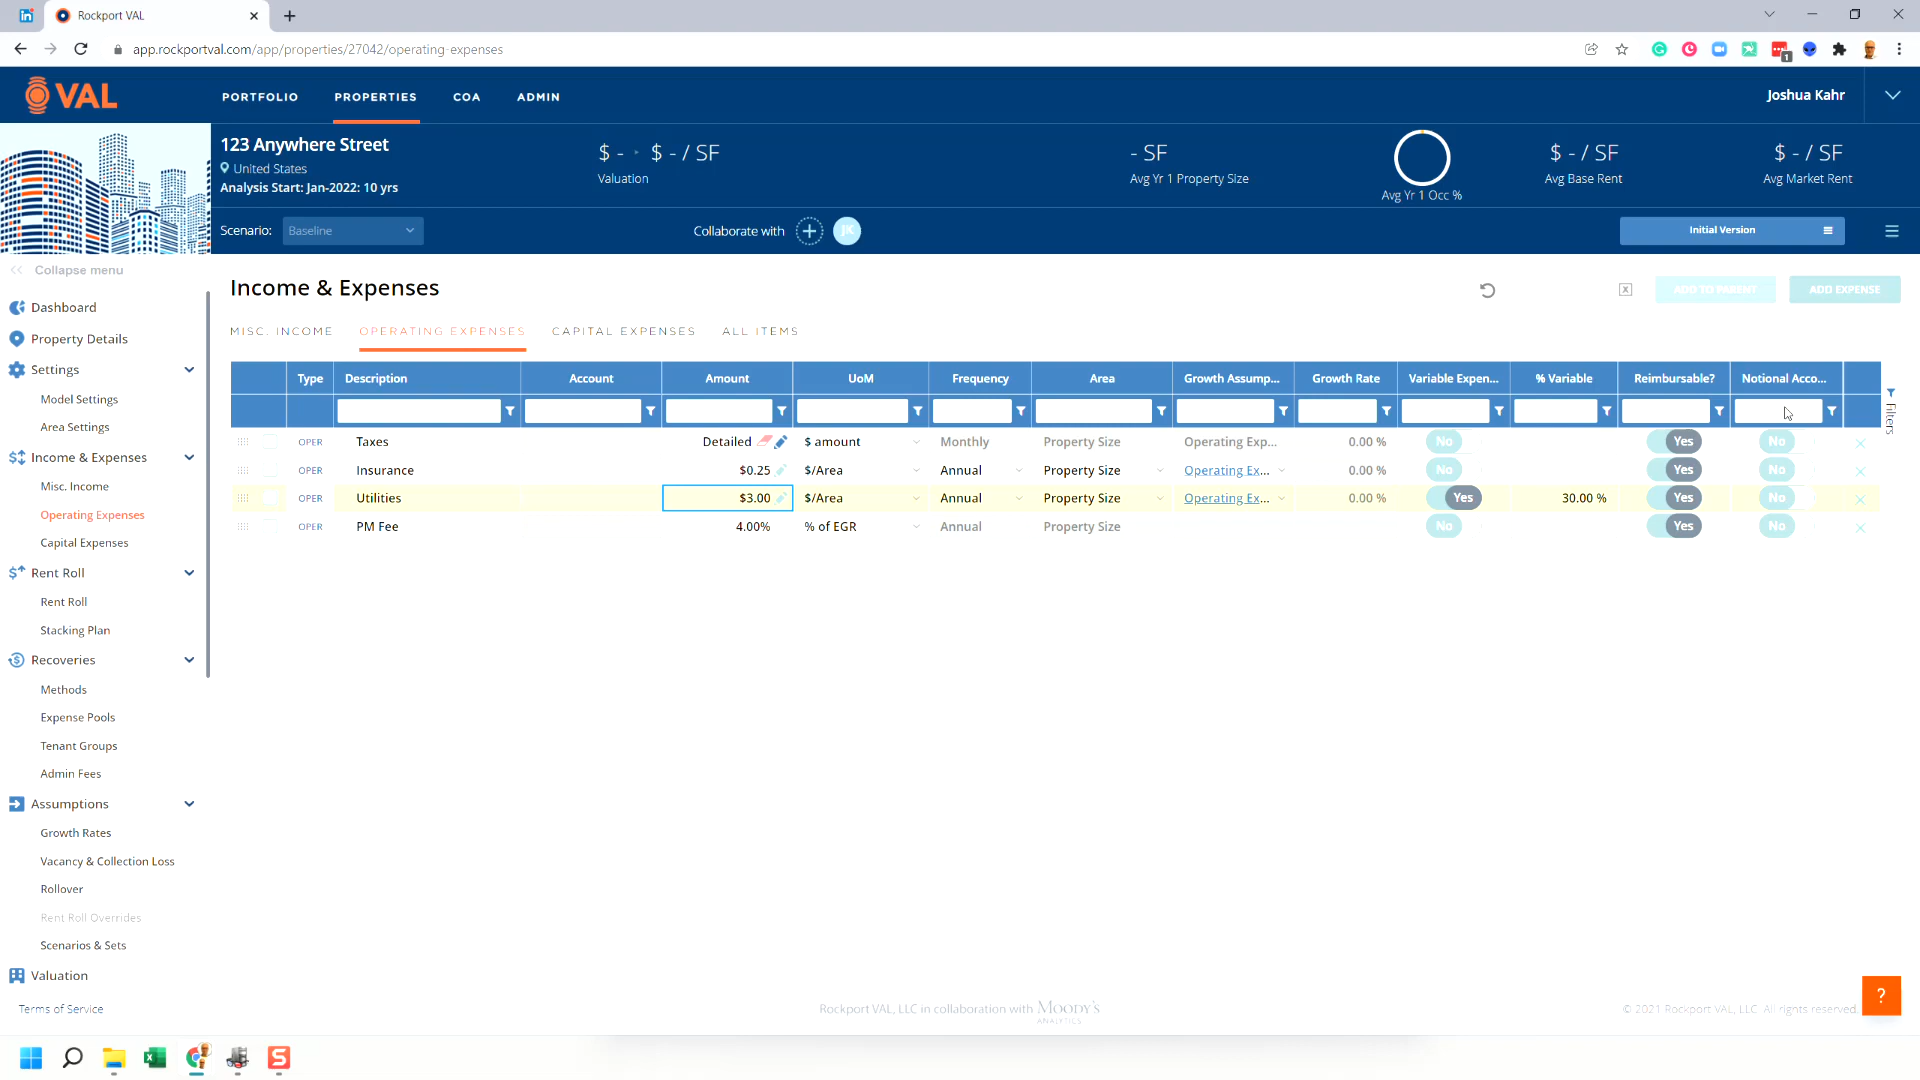 Rockport VAL
app.rockportval.com/app/properties/27042/operating-expenses
1
VAL
PORTFOLIO
PROPERTIES
COA
ADMIN
Joshua Kahr
123 Anywhere Street
United States
Analysis Start: Jan-2022: 10 yrs
$ - $ - / SF
Valuation
- SF
Avg Yr 1 Property Size
Avg Yr 1 Occ %
$ - / SF
Avg Base Rent
$ - / SF
Avg Market Rent
Scenario: Baseline
Collaborate with
JK
Initial Version
Collapse menu
Dashboard
Property Details
Settings
Model Settings
Area Settings
Income & Expenses
Misc. Income
Operating Expenses
Capital Expenses
Rent Roll
Rent Roll
Stacking Plan
Recoveries
Methods
Expense Pools
Tenant Groups
Admin Fees
Assumptions
Growth Rates
Vacancy & Collection Loss
Rollover
Rent Roll Overrides
Scenarios & Sets
Valuation
Terms of Service
Income & Expenses
ADD TO PARENT
ADD EXPENSE
MISC. INCOME
OPERATING EXPENSES
CAPITAL EXPENSES
ALL ITEMS
Type Description Account Amount UoM Frequency Area Growth Assump... Growth Rate Variable Expen... % Variable Reimbursable? Notional Acco...
Filters
OPER Taxes Detailed $ amount Monthly Property Size Operating Exp... 0.00 % No Yes No
OPER Insurance $0.25 $/Area Annual Property Size Operating Ex... 0.00 % No Yes No
OPER Utilities $3.00 $/Area Annual Property Size Operating Ex... 0.00 % Yes 30.00 % Yes No
OPER PM Fee 4.00% % of EGR Annual Property Size No Yes No
Rockport VAL, LLC in collaboration with MOODY'S
ANALYTICS
© 2021 Rockport VAL, LLC. All rights reserved.
?